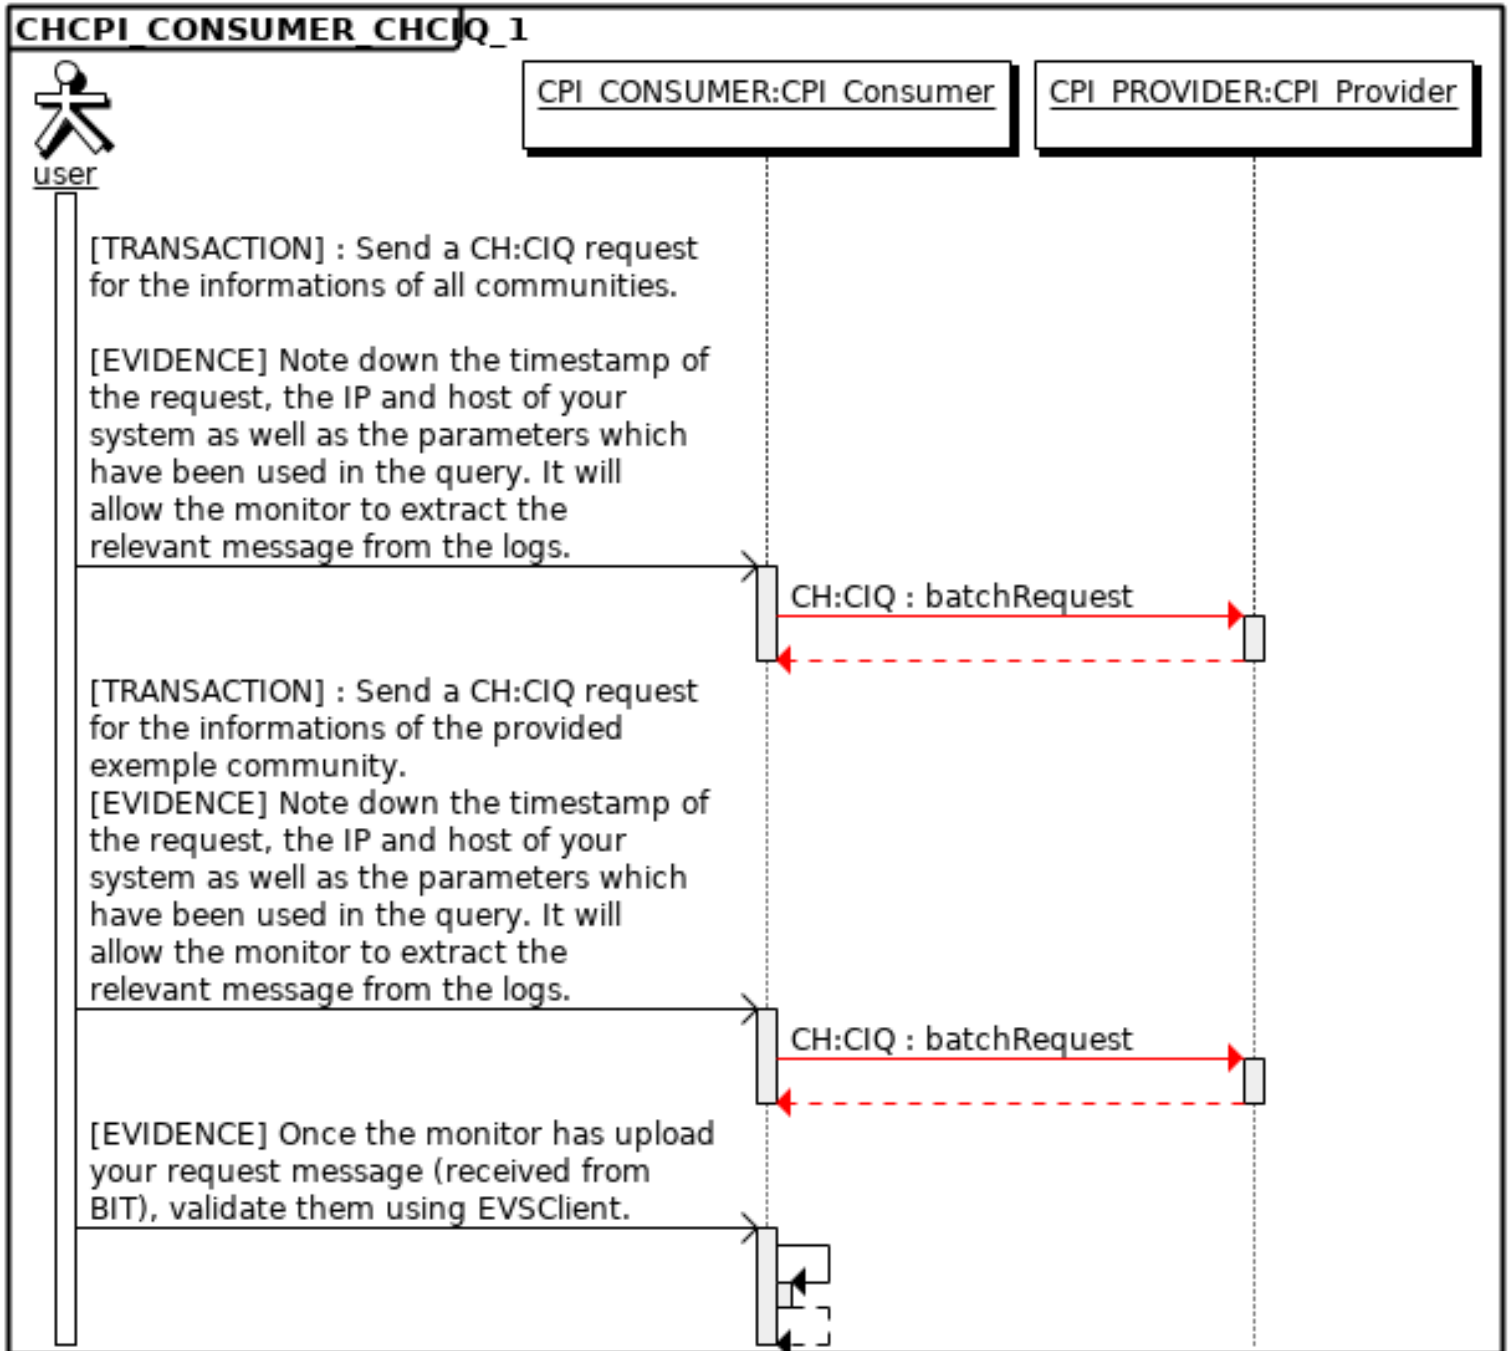 CHCPI_CONSUMER_CHCIQ_1
CPI_CONSUMER:CPI_Consumer
CPI_PROVIDER:CPI_Provider
user
[TRANSACTION] : Send a CH:CIQ request
for the informations of all communities.
[EVIDENCE] Note down the timestamp of
the request, the IP and host of your
system as well as the parameters which
have been used in the query. It will
allow the monitor to extract the
relevant message from the logs.
CH:CIQ : batchRequest
[TRANSACTION] : Send a CH:CIQ request
for the informations of the provided
exemple community.
[EVIDENCE] Note down the timestamp of
the request, the IP and host of your
system as well as the parameters which
have been used in the query. It will
allow the monitor to extract the
relevant message from the logs.
CH:CIQ : batchRequest
[EVIDENCE] Once the monitor has upload
your request message (received from
BIT), validate them using EVSClient.